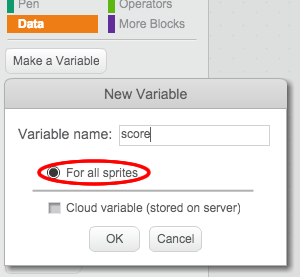 Pen Operators
Data More Blocks
Make a Variable
New Variable
Variable name: score
For all sprites
Cloud variable (stored on server)
OK Cancel